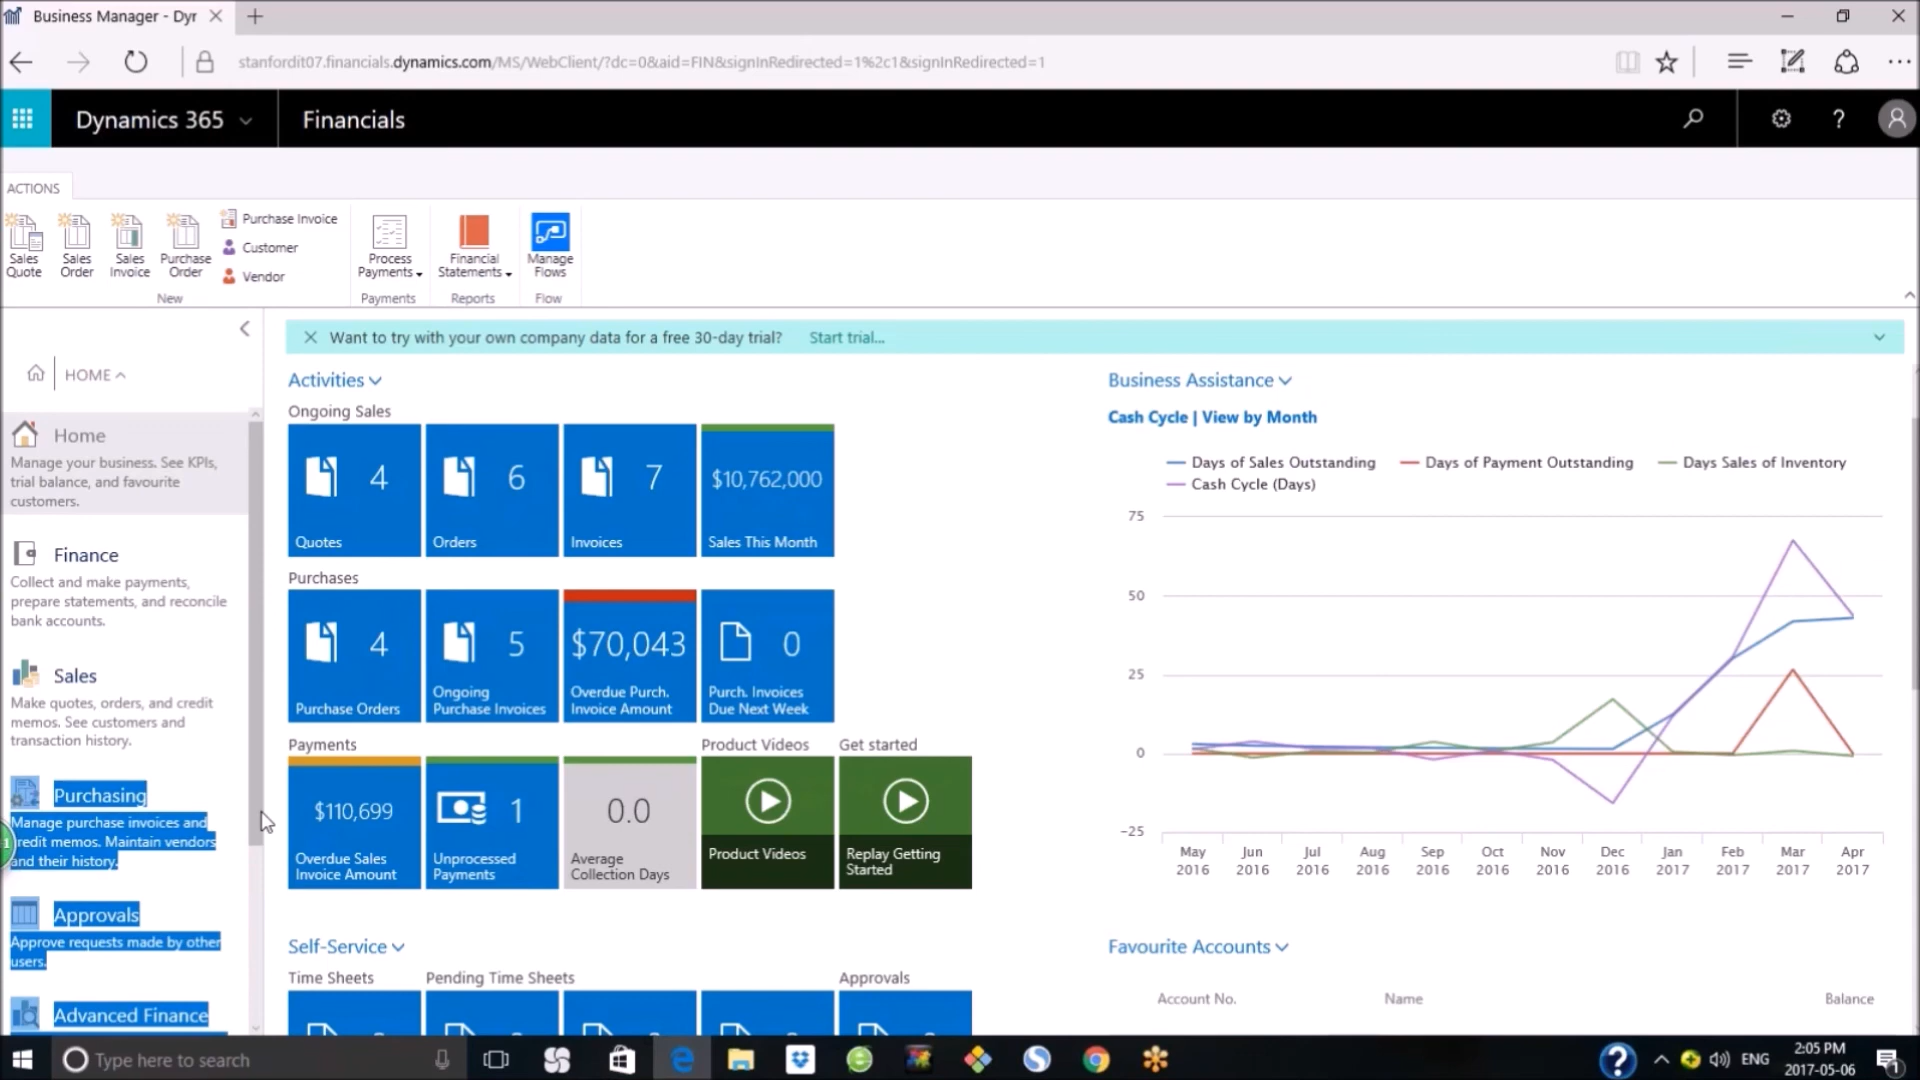 Business Manager - Dyr
stanfordit07.financials.dynamics.com/MS/WebClient/?dc=0&aid=FIN&signInRedirected=1%2c1&signInRedirected=1
Dynamics 365
Financials
?
ACTIONS
Sales Quote
Sales Order
Sales Invoice
Purchase Order
Purchase Invoice
Customer
Vendor
Process Payments
Financial Statements
Manage Flows
New
Payments
Reports
Flow
Want to try with your own company data for a free 30-day trial? Start trial...
HOME
Home
Manage your business. See KPIs,
trial balance, and favourite
customers.
Finance
Collect and make payments,
prepare statements, and reconcile
bank accounts.
Sales
Make quotes, orders, and credit
memos. See customers and
transaction history.
Purchasing
Manage purchase invoices and
credit memos. Maintain vendors
and their history.
1
Approvals
Approve requests made by other
users.
Advanced Finance
Activities
Ongoing Sales
4
Quotes
6
Orders
7
Invoices
$10,762,000
Sales This Month
Purchases
4
Purchase Orders
5
Ongoing
Purchase Invoices
$70,043
Overdue Purch.
Invoice Amount
0
Purch. Invoices
Due Next Week
Payments
Product Videos
Get started
$110,699
Overdue Sales
Invoice Amount
1
Unprocessed
Payments
0.0
Average
Collection Days
Product Videos
Replay Getting
Started
Self-Service
Time Sheets
Pending Time Sheets
Approvals
Business Assistance
Cash Cycle | View by Month
Days of Sales Outstanding
Days of Payment Outstanding
Days Sales of Inventory
Cash Cycle (Days)
75
50
25
0
-25
May 2016
Jun 2016
Jul 2016
Aug 2016
Sep 2016
Oct 2016
Nov 2016
Dec 2016
Jan 2017
Feb 2017
Mar 2017
Apr 2017
Favourite Accounts
Account No. Name Balance
Type here to search
?
ENG
2:05 PM
2017-05-06
1